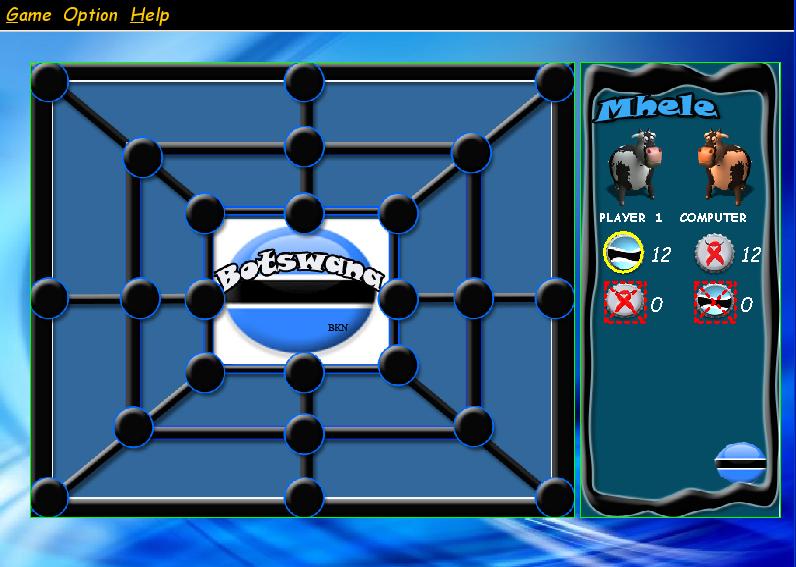 Game Option Help
Mhele
PLAYER 1 COMPUTER
12 12
0 0
Botswana
BKN